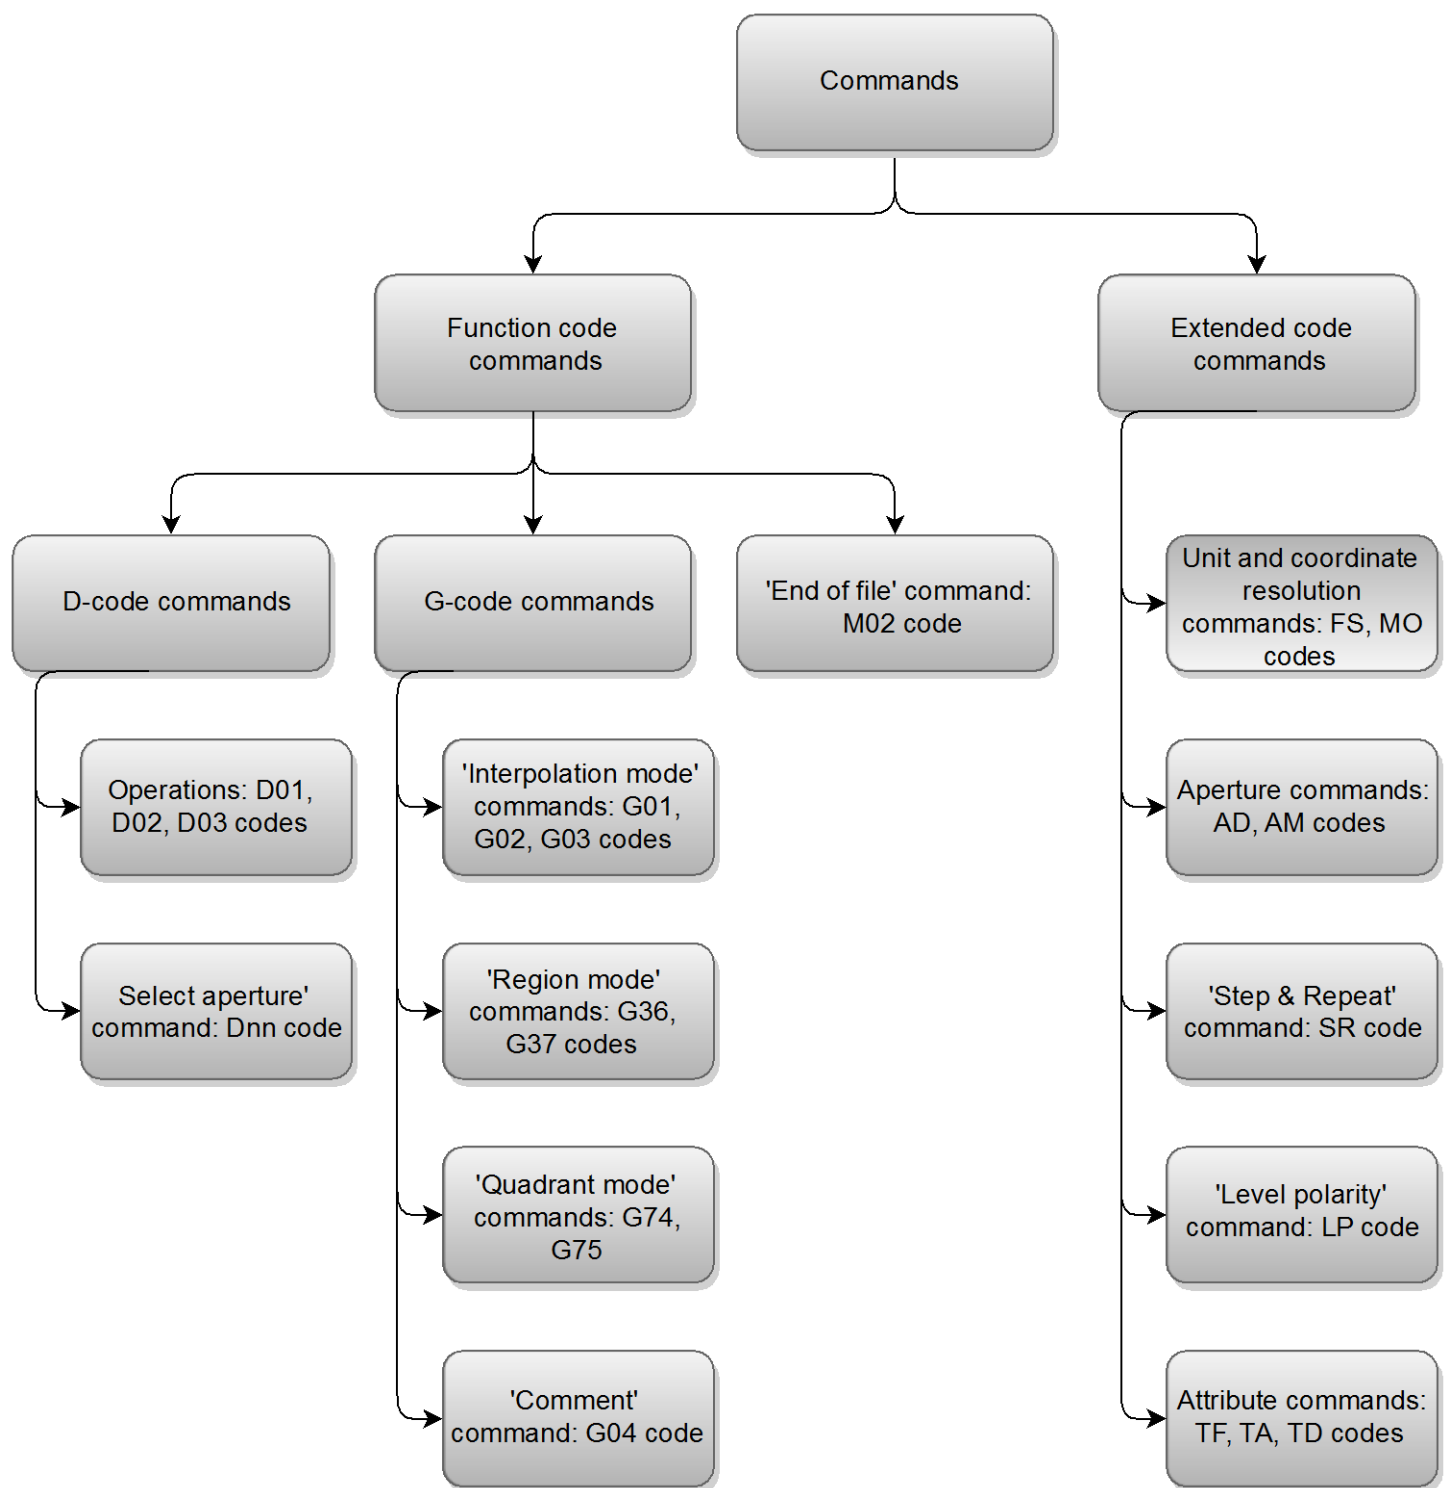 Commands
Function code
commands
Extended code
commands
D-code commands
G-code commands
'End of file' command:
M02 code
Unit and coordinate
resolution
commands: FS, MO
codes
Operations: D01,
D02, D03 codes
'Interpolation mode'
commands: G01,
G02, G03 codes
Aperture commands:
AD, AM codes
Select aperture'
command: Dnn code
'Region mode'
commands: G36,
G37 codes
'Step & Repeat'
command: SR code
'Quadrant mode'
commands: G74,
G75
'Level polarity'
command: LP code
'Comment'
command: G04 code
Attribute commands:
TF, TA, TD codes